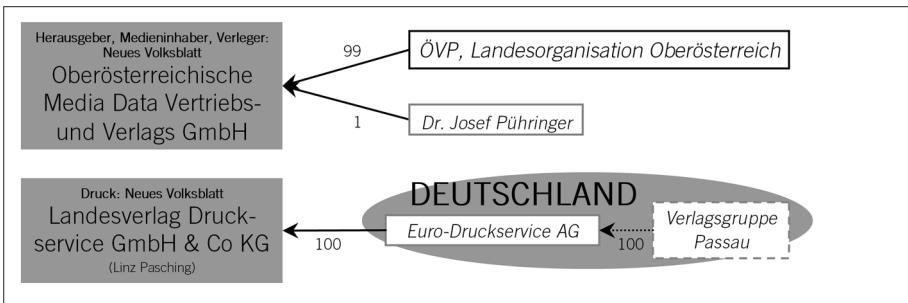 Herausgeber, Medieninhaber, Verleger:
Neues Volksblatt
Oberösterreichische
Media Data Vertriebs-
und Verlags GmbH
99
ÖVP, Landesorganisation Oberösterreich
1
Dr. Josef Pühringer
Druck: Neues Volksblatt
Landesverlag Druck-
service GmbH & Co KG
(Linz Pasching)
100
DEUTSCHLAND
Euro-Druckservice AG
100
Verlagsgruppe
Passau